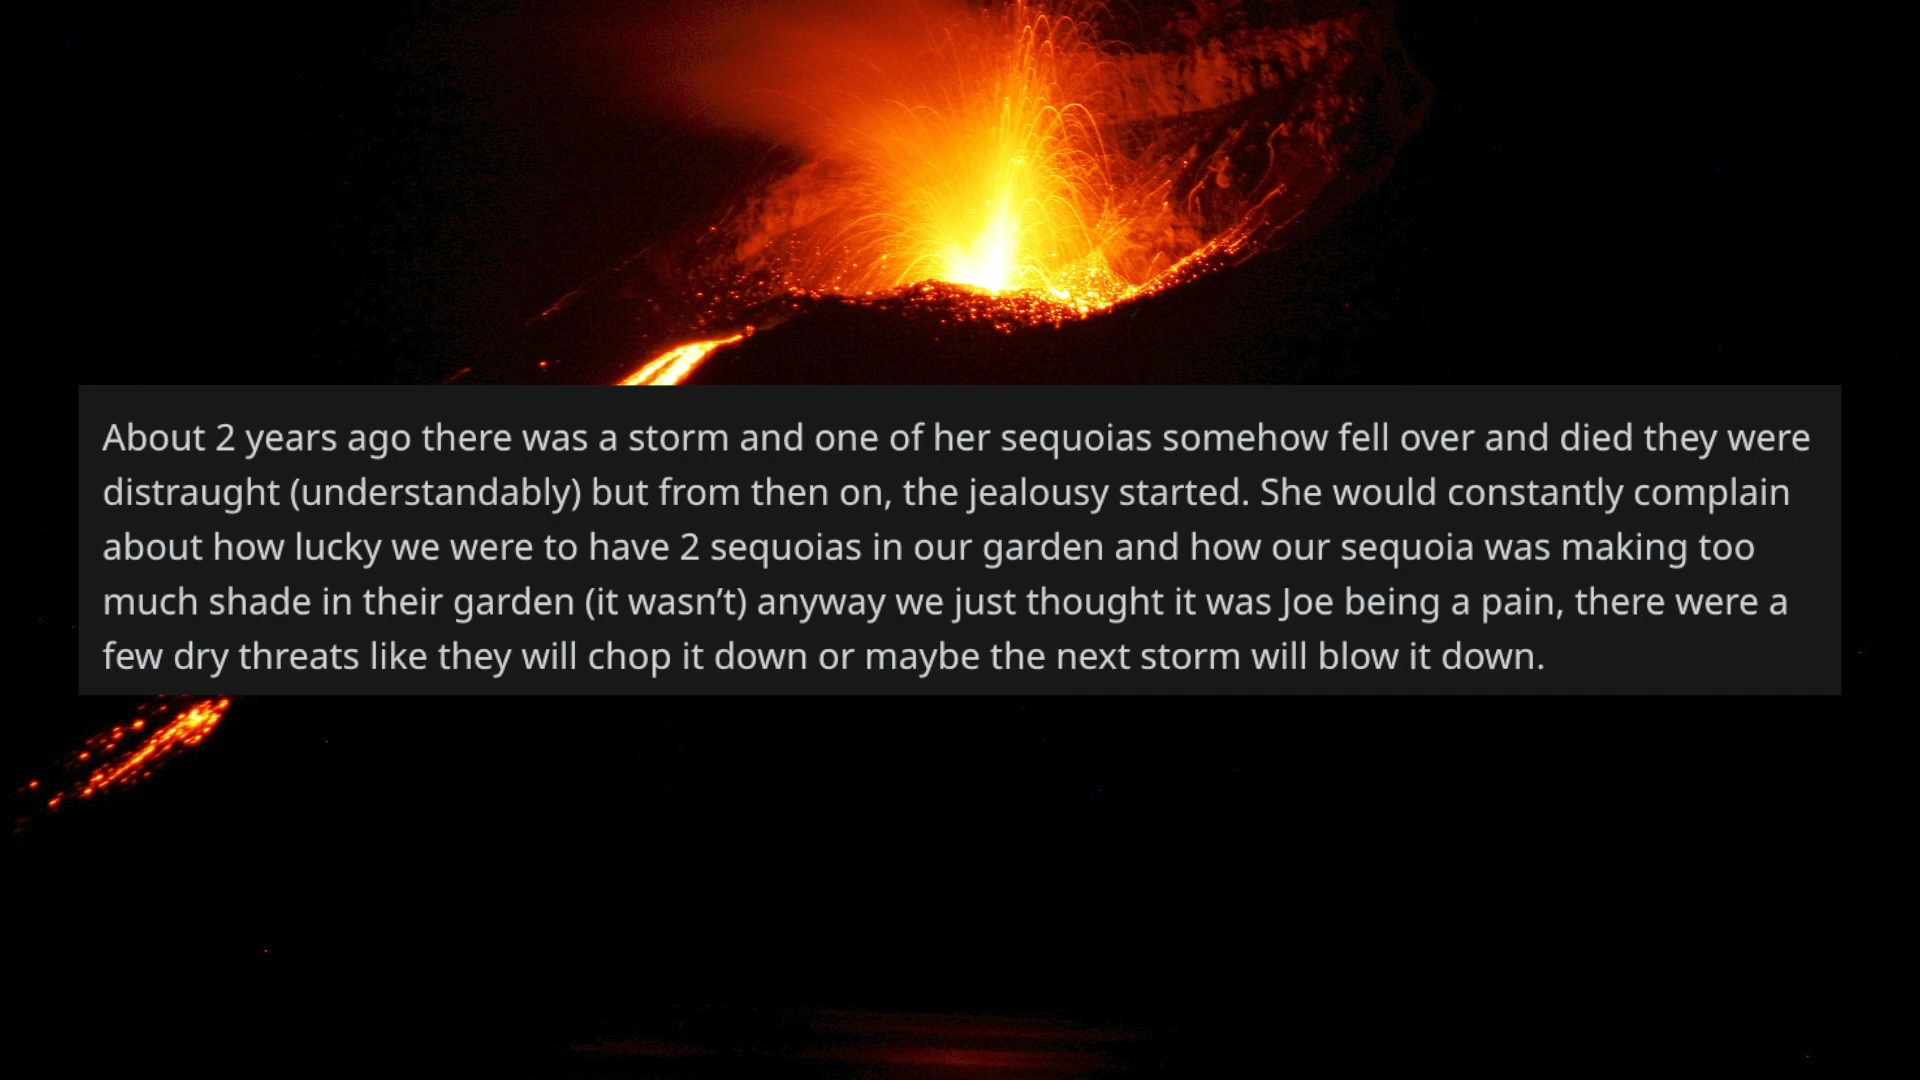 About 2 years ago there was a storm and one of her sequoias somehow fell over and died they were
distraught (understandably) but from then on, the jealousy started. She would constantly complain
about how lucky we were to have 2 sequoias in our garden and how our sequoia was making too
much shade in their garden (it wasn’t) anyway we just thought it was Joe being a pain, there were a
few dry threats like they will chop it down or maybe the next storm will blow it down.